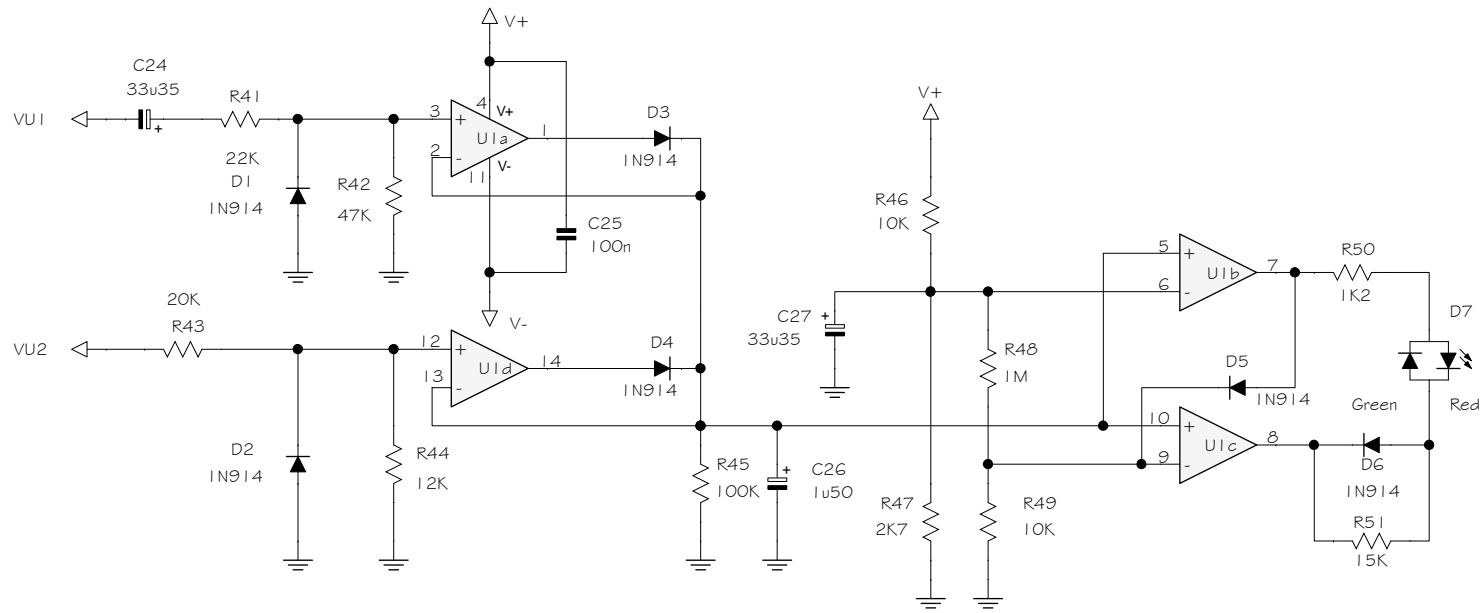 V+
C24
33u35
VU1
+
R41
22K
D1
1N914
R42
47K
3
2
+
-
4
V+
U1a
V-
11
1
D3
1N914
C25
100n
V-
20K
R43
VU2
12
13
+
-
U1d
14
D4
1N914
D2
1N914
R44
12K
R45
100K
+
C26
1u50
V+
R46
10K
C27
33u35
+
R48
1M
R47
2K7
R49
10K
5
6
+
-
U1b
7
R50
1K2
D7
D5
1N914
Green
Red
10
9
+
-
U1c
8
D6
1N914
R51
15K